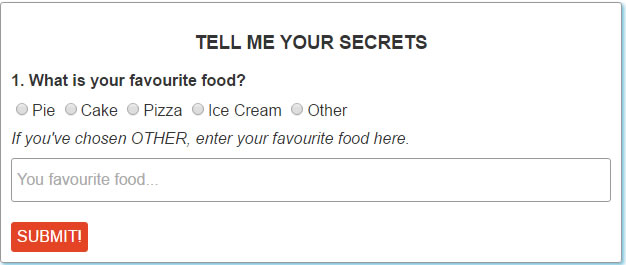 TELL ME YOUR SECRETS
1. What is your favourite food?
Pie Cake Pizza Ice Cream Other
If you've chosen OTHER, enter your favourite food here.
You favourite food...
SUBMIT!